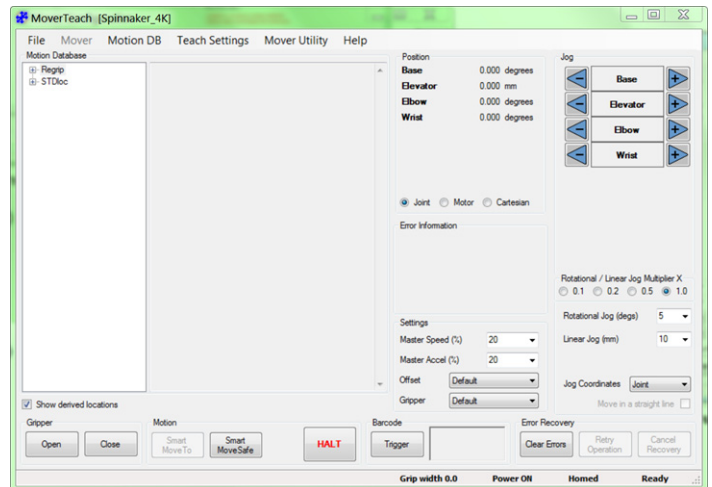 MoverTeach [Spinnaker_4K]
File Mover Motion DB Teach Settings Mover Utility Help
Motion Database
Regrip
STDloc
Show derived locations
Position
Base 0.000 degrees
Elevator 0.000 mm
Elbow 0.000 degrees
Wrist 0.000 degrees
Joint Motor Cartesian
Error Information
Settings
Master Speed (%) 20
Master Accel (%) 20
Offset Default
Gripper Default
Jog
Base
Elevator
Elbow
Wrist
Rotational / Linear Jog Multiplier X
0.1 0.2 0.5 1.0
Rotational Jog (degs) 5
Linear Jog (mm) 10
Jog Coordinates Joint
Move in a straight line
Gripper
Open Close
Motion
Smart MoveTo
Smart MoveSafe
HALT
Barcode
Trigger
Error Recovery
Clear Errors
Retry Operation
Cancel Recovery
Grip width 0.0 Power ON Homed Ready